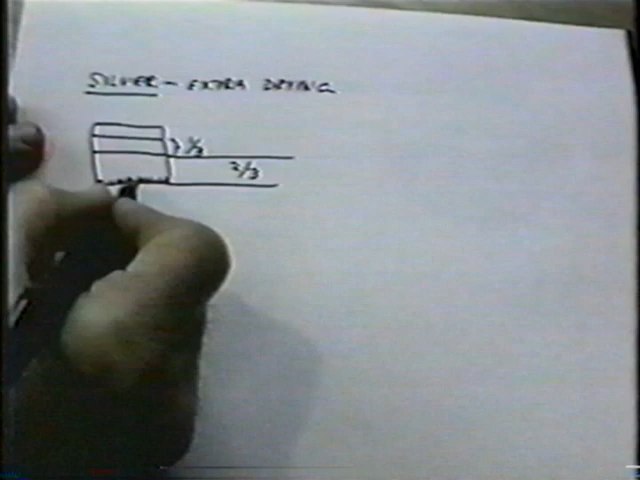 SILVER - EXTRA DRYING
} 1/3
2/3